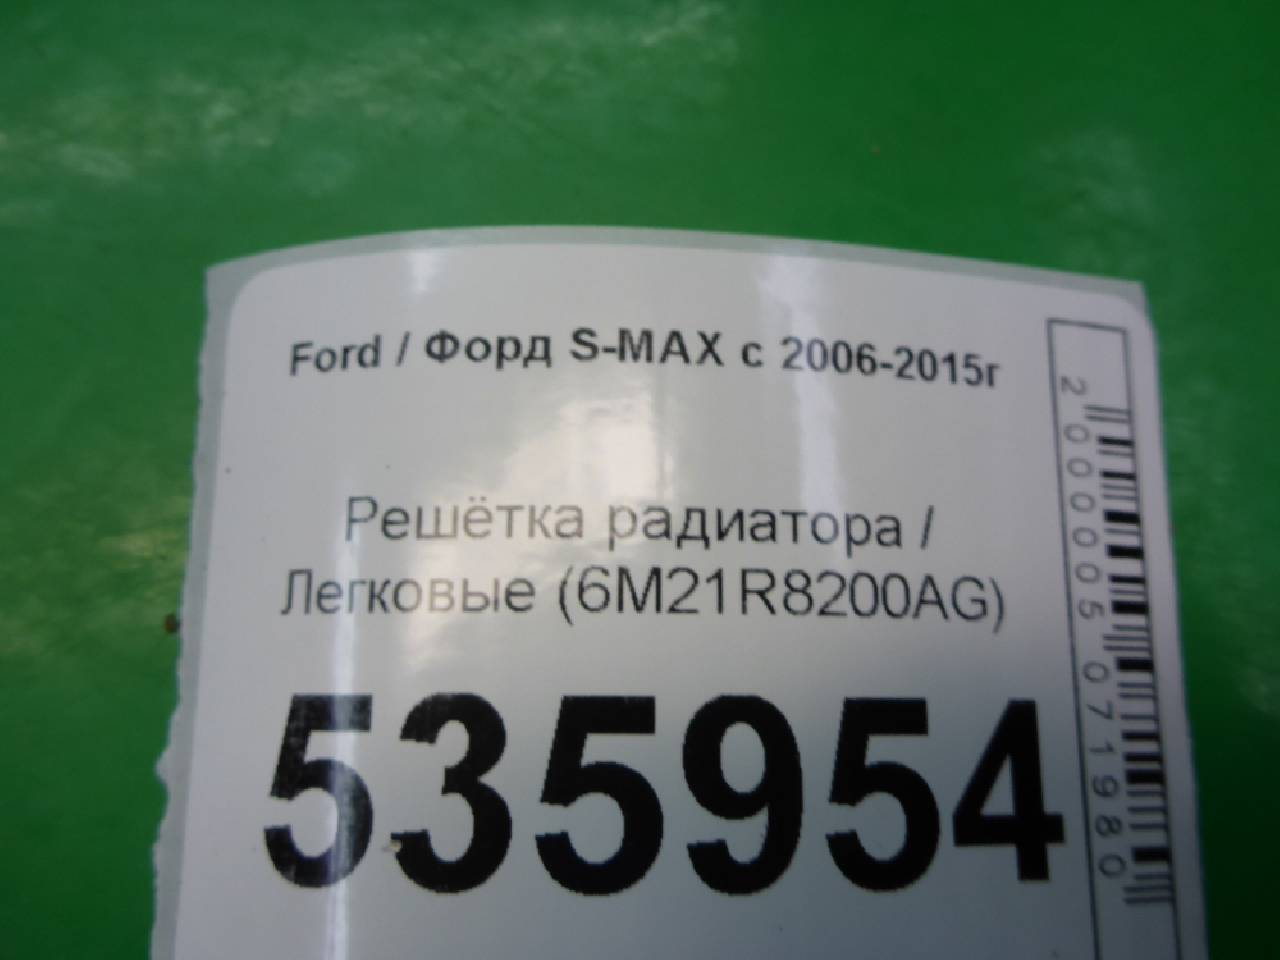 Ford / Форд S-MAX с 2006-2015г
Решётка радиатора /
Легковые (6M21R8200AG)
535954
2000005071980